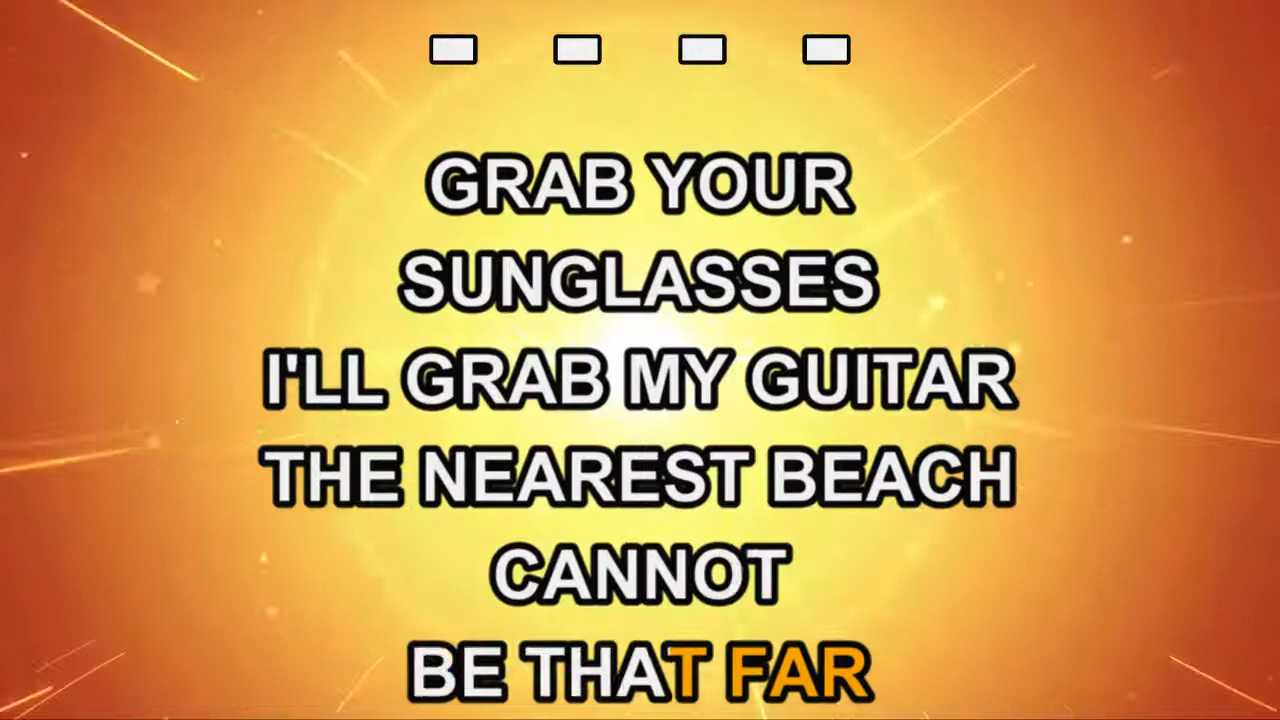 GRAB YOUR
SUNGLASSES
I'LL GRAB MY GUITAR
THE NEAREST BEACH
CANNOT
BE THAT FAR